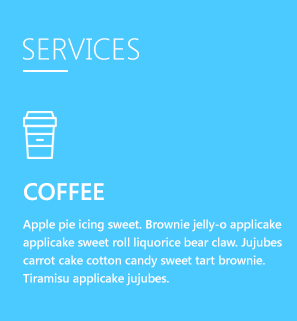 SERVICES
COFFEE
Apple pie icing sweet. Brownie jelly-o applicake
applicake sweet roll liquorice bear claw. Jujubes
carrot cake cotton candy sweet tart brownie.
Tiramisu applicake jujubes.